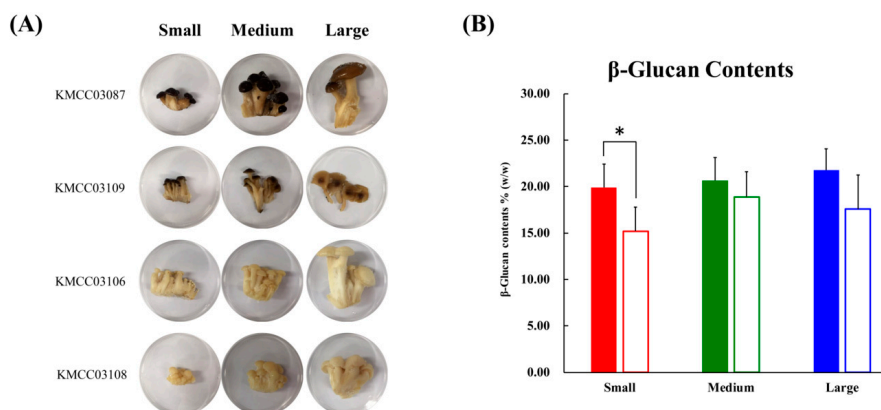 (A)
Small Medium Large
KMCC03087
KMCC03109
KMCC03106
KMCC03108
(B)
β-Glucan Contents
β-Glucan contents % (w/w)
30.00
25.00
20.00
15.00
10.00
5.00
0.00
*
Small Medium Large